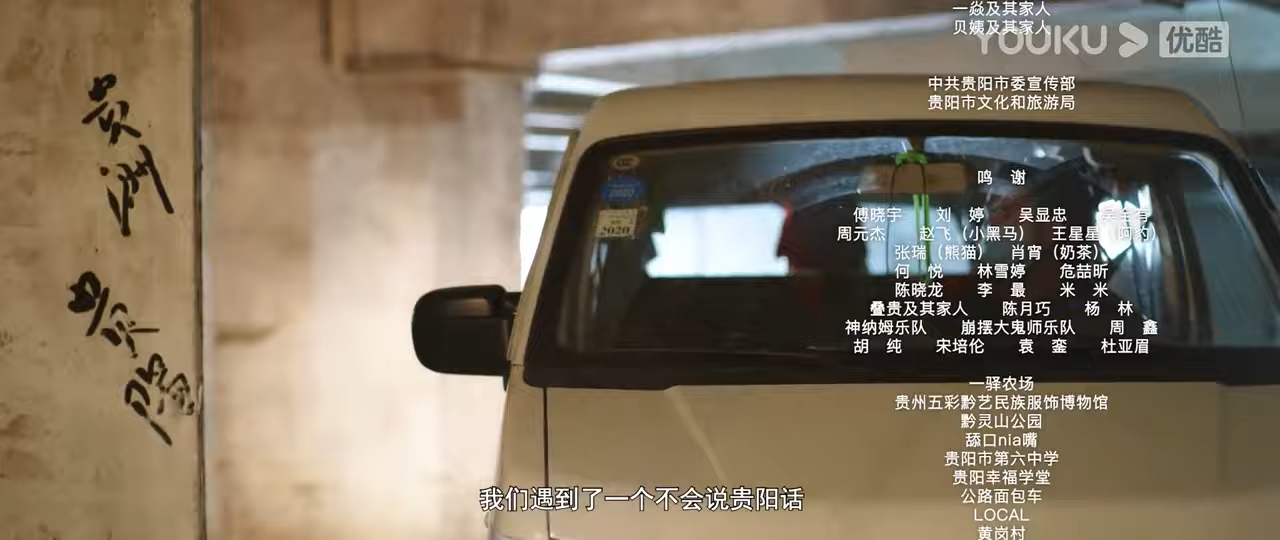 一焱及其家人
贝姨及其家人
YOUKU 优酷
中共贵阳市委宣传部
贵阳市文化和旅游局
鸣 谢
傅晓宇 刘 婷 吴显忠
周元杰 赵飞（小黑马） 王星星（阿豹）
张瑞（熊猫） 肖宵（奶茶）
何 悦 林雪婷 危喆昕
陈晓龙 李 最 米 米
叠贵及其家人 陈月巧 杨 林
神纳姆乐队 崩摆大鬼师乐队 周 鑫
胡 纯 宋培伦 袁 銮 杜亚眉
一驿农场
贵州五彩黔艺民族服饰博物馆
黔灵山公园
舔口nia嘴
贵阳市第六中学
贵阳幸福学堂
公路面包车
LOCAL
黄岗村
贵州
贵阳
2020
我们遇到了一个不会说贵阳话